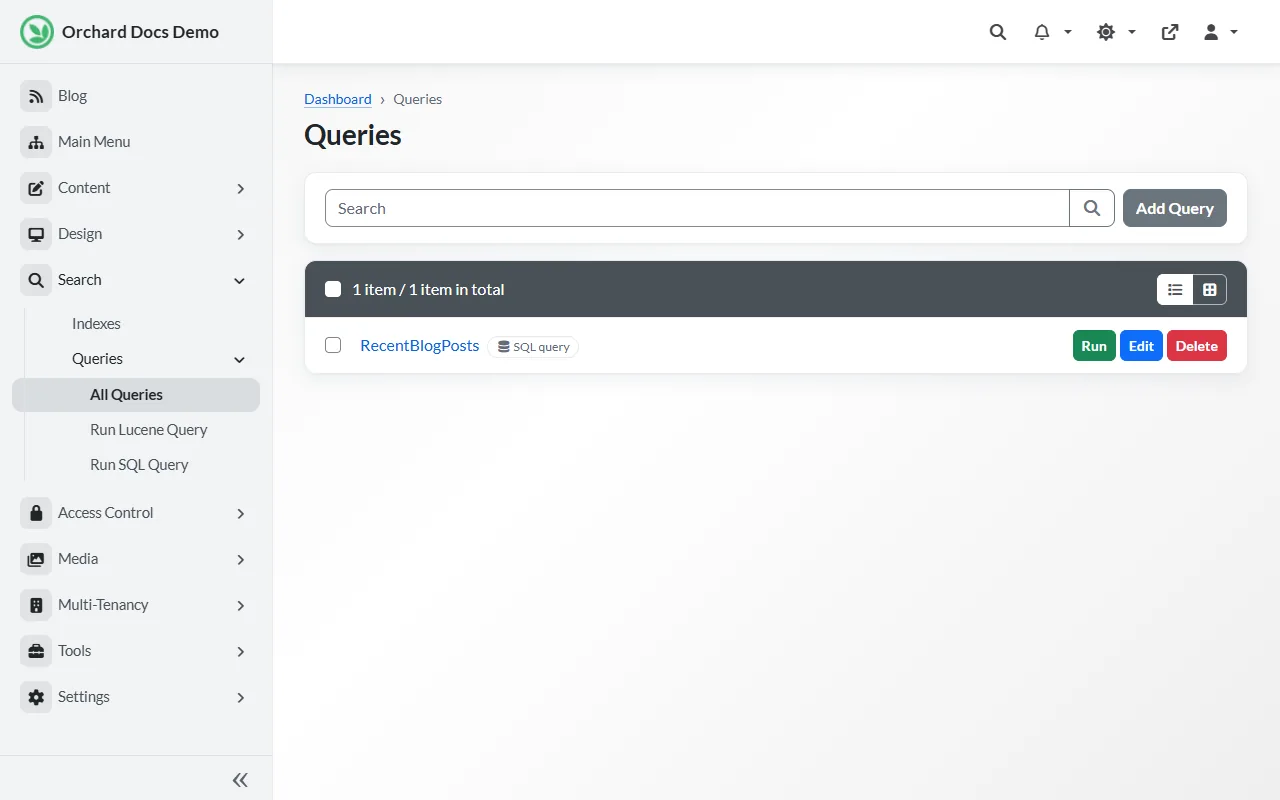 Orchard Docs Demo
Blog
Main Menu
Content
Design
Search
Indexes
Queries
All Queries
Run Lucene Query
Run SQL Query
Access Control
Media
Multi-Tenancy
Tools
Settings
Dashboard › Queries
Queries
Search
Add Query
1 item / 1 item in total
RecentBlogPosts SQL query Run Edit Delete